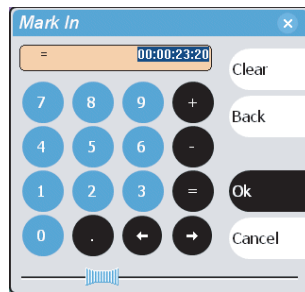 Mark In ×
= 00:00:23:20
Clear
7 8 9 +
Back
4 5 6 -
1 2 3 =
Ok
0 . ← →
Cancel